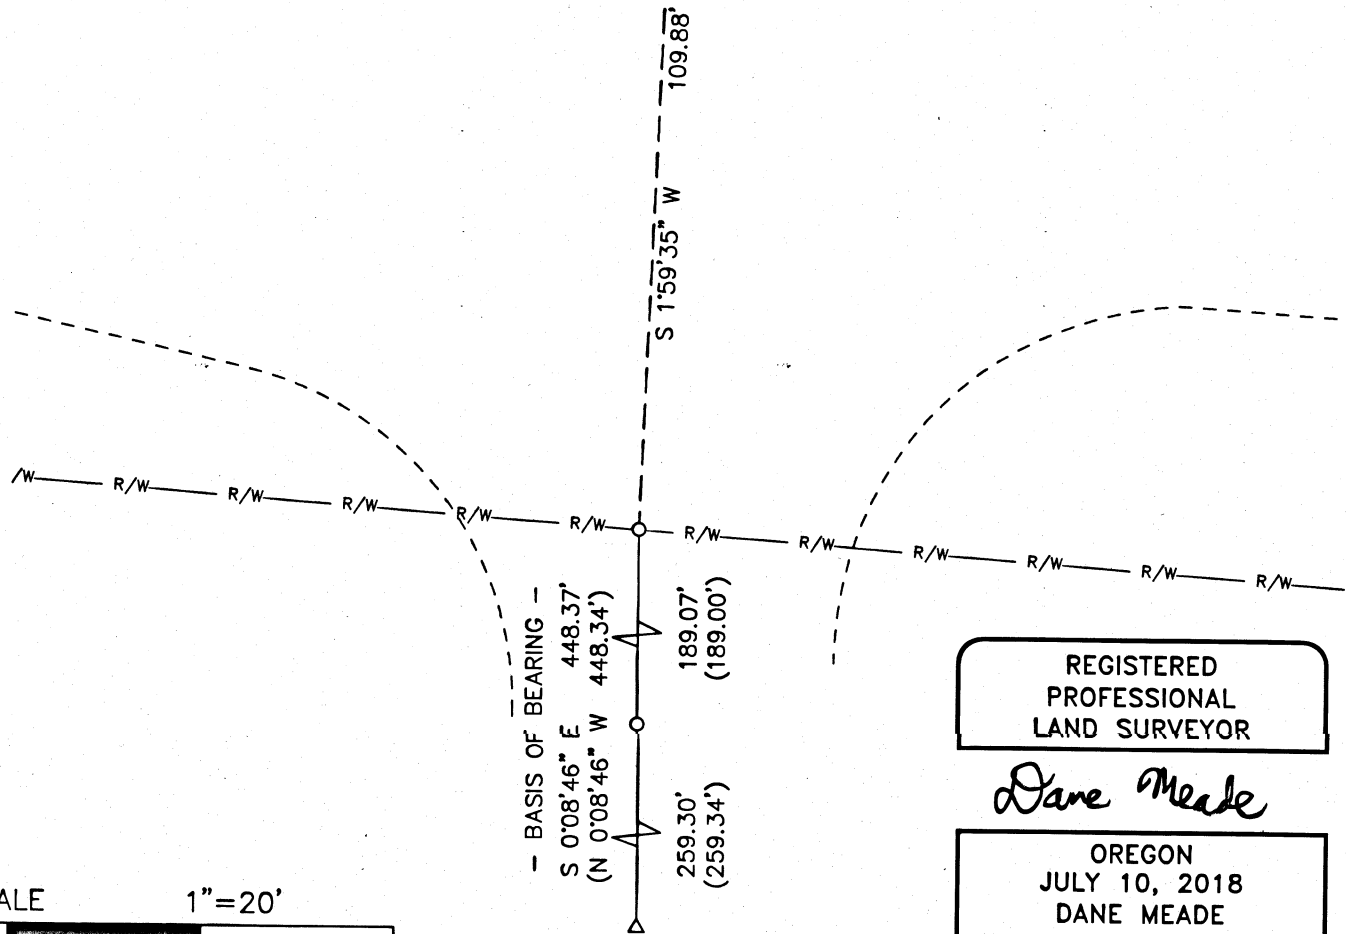 S 1°59'35" W 109.88'
/W R/W R/W R/W R/W R/W R/W R/W R/W R/W R/W R/W
– BASIS OF BEARING –
S 0°08'46" E 448.37'
(N 0°08'46" W 448.34')
189.07'
(189.00')
259.30'
(259.34')
REGISTERED
PROFESSIONAL
LAND SURVEYOR
Dane Meade
OREGON
JULY 10, 2018
DANE MEADE
ALE 1"=20'